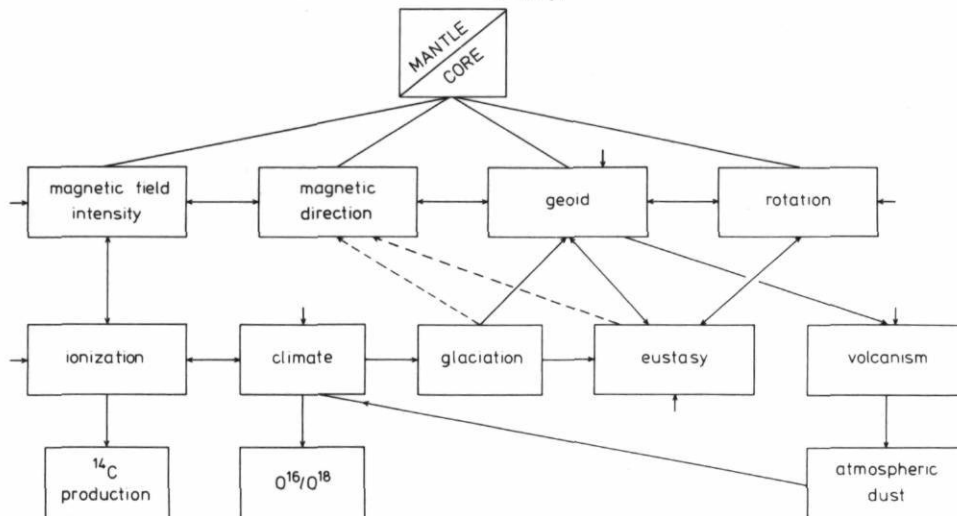 MANTLE
CORE
magnetic field
intensity
magnetic
direction
geoid
rotation
ionization
climate
glaciation
eustasy
volcanism
¹⁴C
production
O¹⁶/O¹⁸
atmospheric
dust